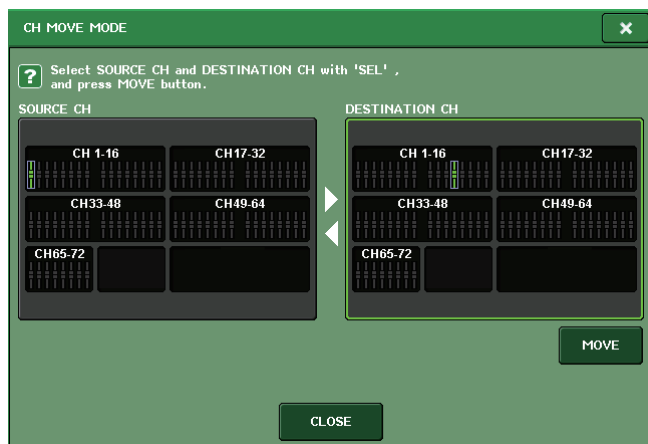 CH MOVE MODE
×
? Select SOURCE CH and DESTINATION CH with 'SEL' ,
and press MOVE button.
SOURCE CH
DESTINATION CH
CH 1-16
CH17-32
CH33-48
CH49-64
CH65-72
CH 1-16
CH17-32
CH33-48
CH49-64
CH65-72
MOVE
CLOSE